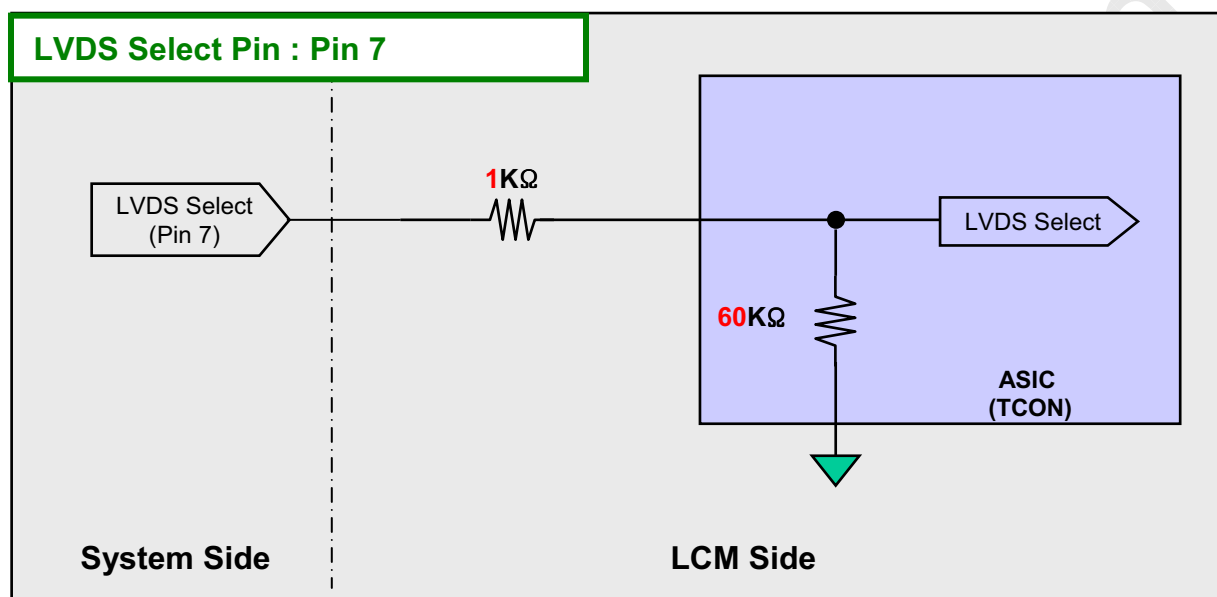 LVDS Select Pin : Pin 7
LVDS Select
(Pin 7)
1KΩ
LVDS Select
60KΩ
ASIC
(TCON)
System Side
LCM Side